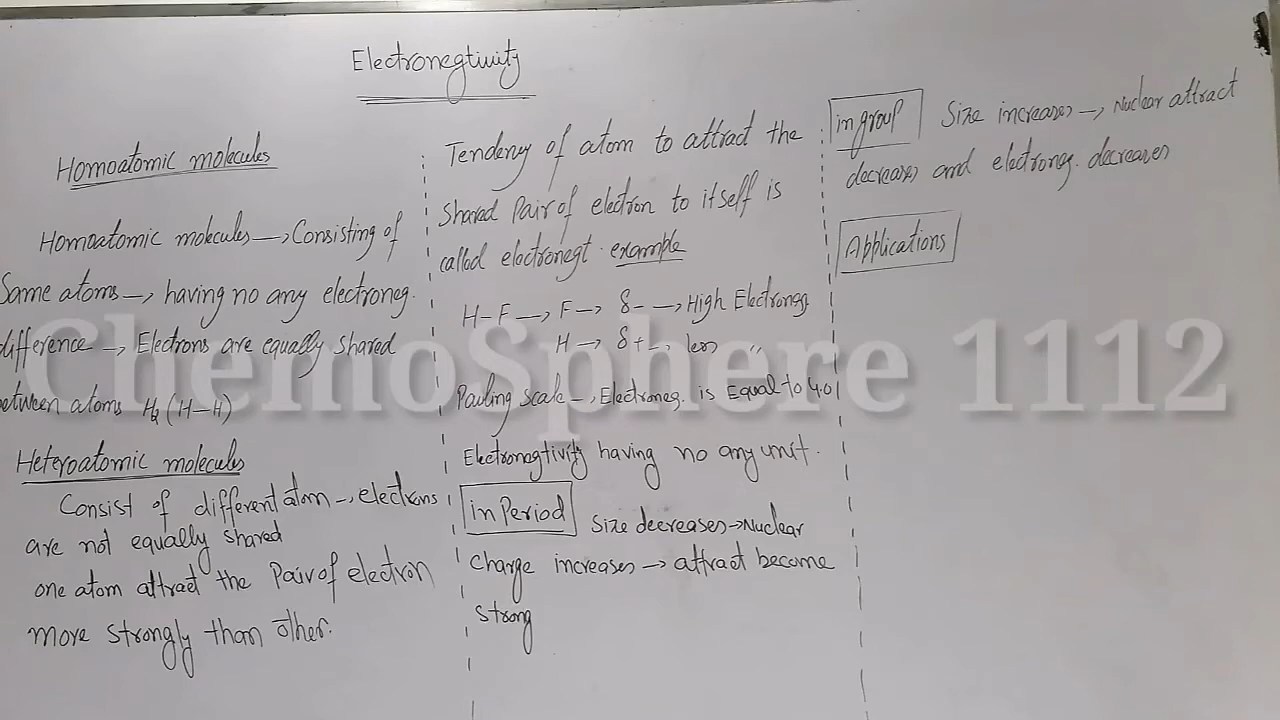 Electronegtivity
Homoatomic molecules
Homoatomic molecules → Consisting of
Same atoms → having no any electroneg.
difference → Electrons are equally shared
between atoms H2 (H-H)
Heteroatomic molecules
Consist of different atom → electrons
are not equally shared
one atom attract the Pair of electron
more strongly than other.
Tendeny of atom to attract the
shared Pair of electron to itself is
called electronegt. example
H-F → F → δ- → High Electroneg
H → δ+ → less "
Pauling scale → Electroneg. is Equal to 4.0
Electronegtivity having no any unit.
in Period Size decreases → Nuclear
Charge increases → attract become
strong
in group Size increases → Nuclear attract
decreases and electroneg. decreases
Applications
ChemoSphere 1112